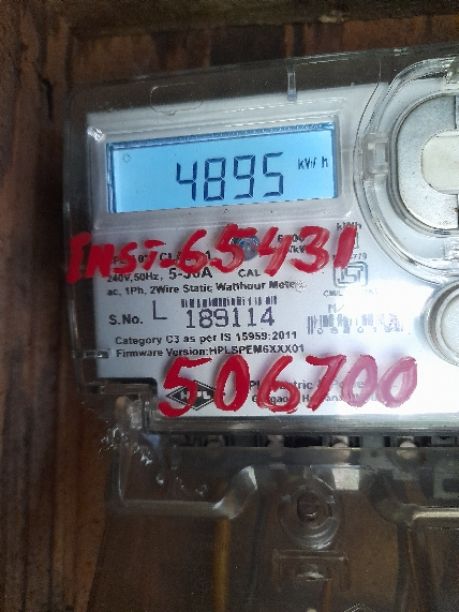 4895 kWh
Inst-65431
240V,50Hz, 5-30A CAL
ac, 1Ph, 2Wire Static Watthour Meter
S.No. L 189114
Category C3 as per IS 15959:2011
Firmware Version:HPLSPEM6XXX01
506700